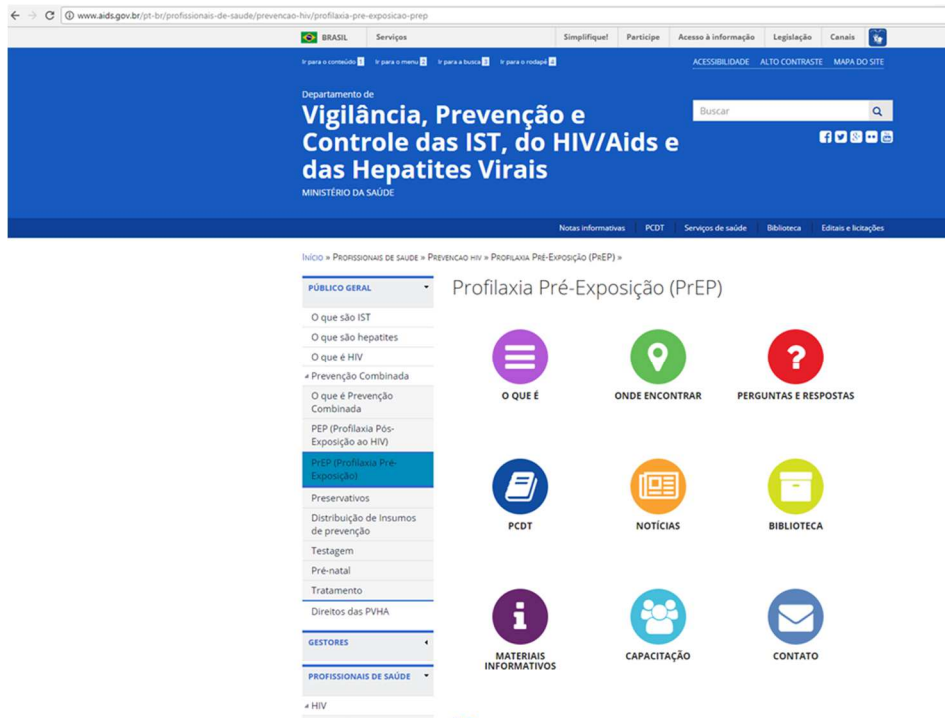 www.aids.gov.br/pt-br/profissionais-de-saude/prevencao-hiv/profilaxia-pre-exposicao-prep
BRASIL Serviços Simplifique! Participe Acesso à informação Legislação Canais
Ir para o conteúdo 1 Ir para o menu 2 Ir para a busca 3 Ir para o rodapé 4 ACESSIBILIDADE ALTO CONTRASTE MAPA DO SITE
Departamento de
Vigilância, Prevenção e
Controle das IST, do HIV/Aids e
das Hepatites Virais
MINISTÉRIO DA SAÚDE
Buscar
Notas informativas PCDT Serviços de saúde Biblioteca Editais e licitações
Início » Profissionais de saude » Prevencao hiv » Profilaxia Pré-Exposição (PrEP) »
PÚBLICO GERAL
O que são IST
O que são hepatites
O que é HIV
Prevenção Combinada
O que é Prevenção
Combinada
PEP (Profilaxia Pós-
Exposição ao HIV)
PrEP (Profilaxia Pré-
Exposição)
Preservativos
Distribuição de Insumos
de prevenção
Testagem
Pré-natal
Tratamento
Direitos das PVHA
GESTORES
PROFISSIONAIS DE SAÚDE
HIV
Profilaxia Pré-Exposição (PrEP)
O QUE É
ONDE ENCONTRAR
PERGUNTAS E RESPOSTAS
PCDT
NOTÍCIAS
BIBLIOTECA
MATERIAIS
INFORMATIVOS
CAPACITAÇÃO
CONTATO